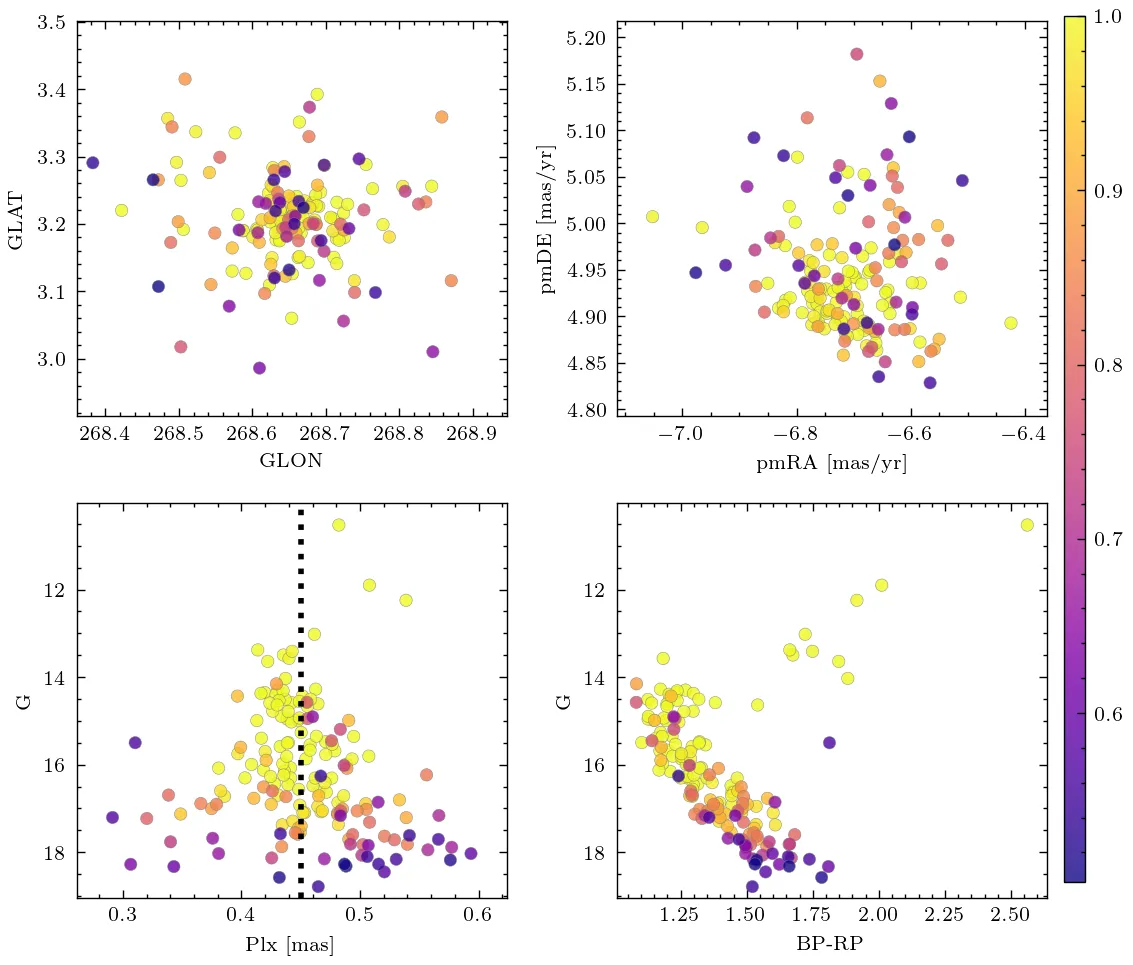 3.5
3.4
3.3
3.2
3.1
3.0
GLAT
268.4 268.5 268.6 268.7 268.8 268.9
GLON
5.20
5.15
5.10
5.05
5.00
4.95
4.90
4.85
4.80
pmDE [mas/yr]
−7.0 −6.8 −6.6 −6.4
pmRA [mas/yr]
1.0
0.9
0.8
0.7
0.6
12
14
16
18
G
0.3 0.4 0.5 0.6
Plx [mas]
12
14
16
18
G
1.25 1.50 1.75 2.00 2.25 2.50
BP-RP